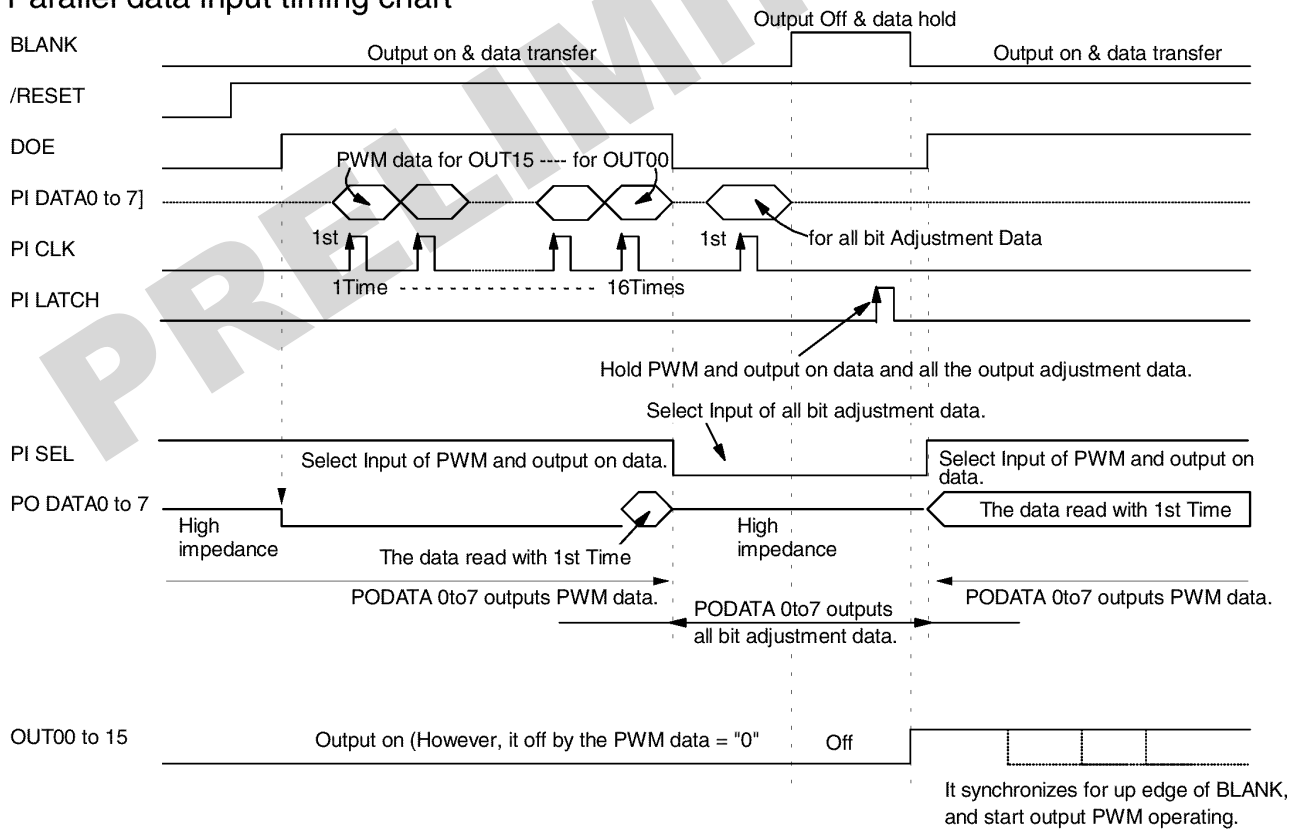 Parallel data input timing chart
Output Off & data hold
BLANK
Output on & data transfer
Output on & data transfer
/RESET
DOE
PWM data for OUT15 ---- for OUT00
PI DATA0 to 7]
1st
1st
for all bit Adjustment Data
PI CLK
1Time - - - - - - - - - - - - - - 16Times
PI LATCH
Hold PWM and output on data and all the output adjustment data.
Select Input of all bit adjustment data.
PI SEL
Select Input of PWM and output on data.
Select Input of PWM and output on
data.
PO DATA0 to 7
The data read with 1st Time
High
impedance
High
impedance
The data read with 1st Time
PODATA 0to7 outputs PWM data.
PODATA 0to7 outputs
all bit adjustment data.
PODATA 0to7 outputs PWM data.
OUT00 to 15
Output on (However, it off by the PWM data = "0"
Off
It synchronizes for up edge of BLANK,
and start output PWM operating.
PRELIMI